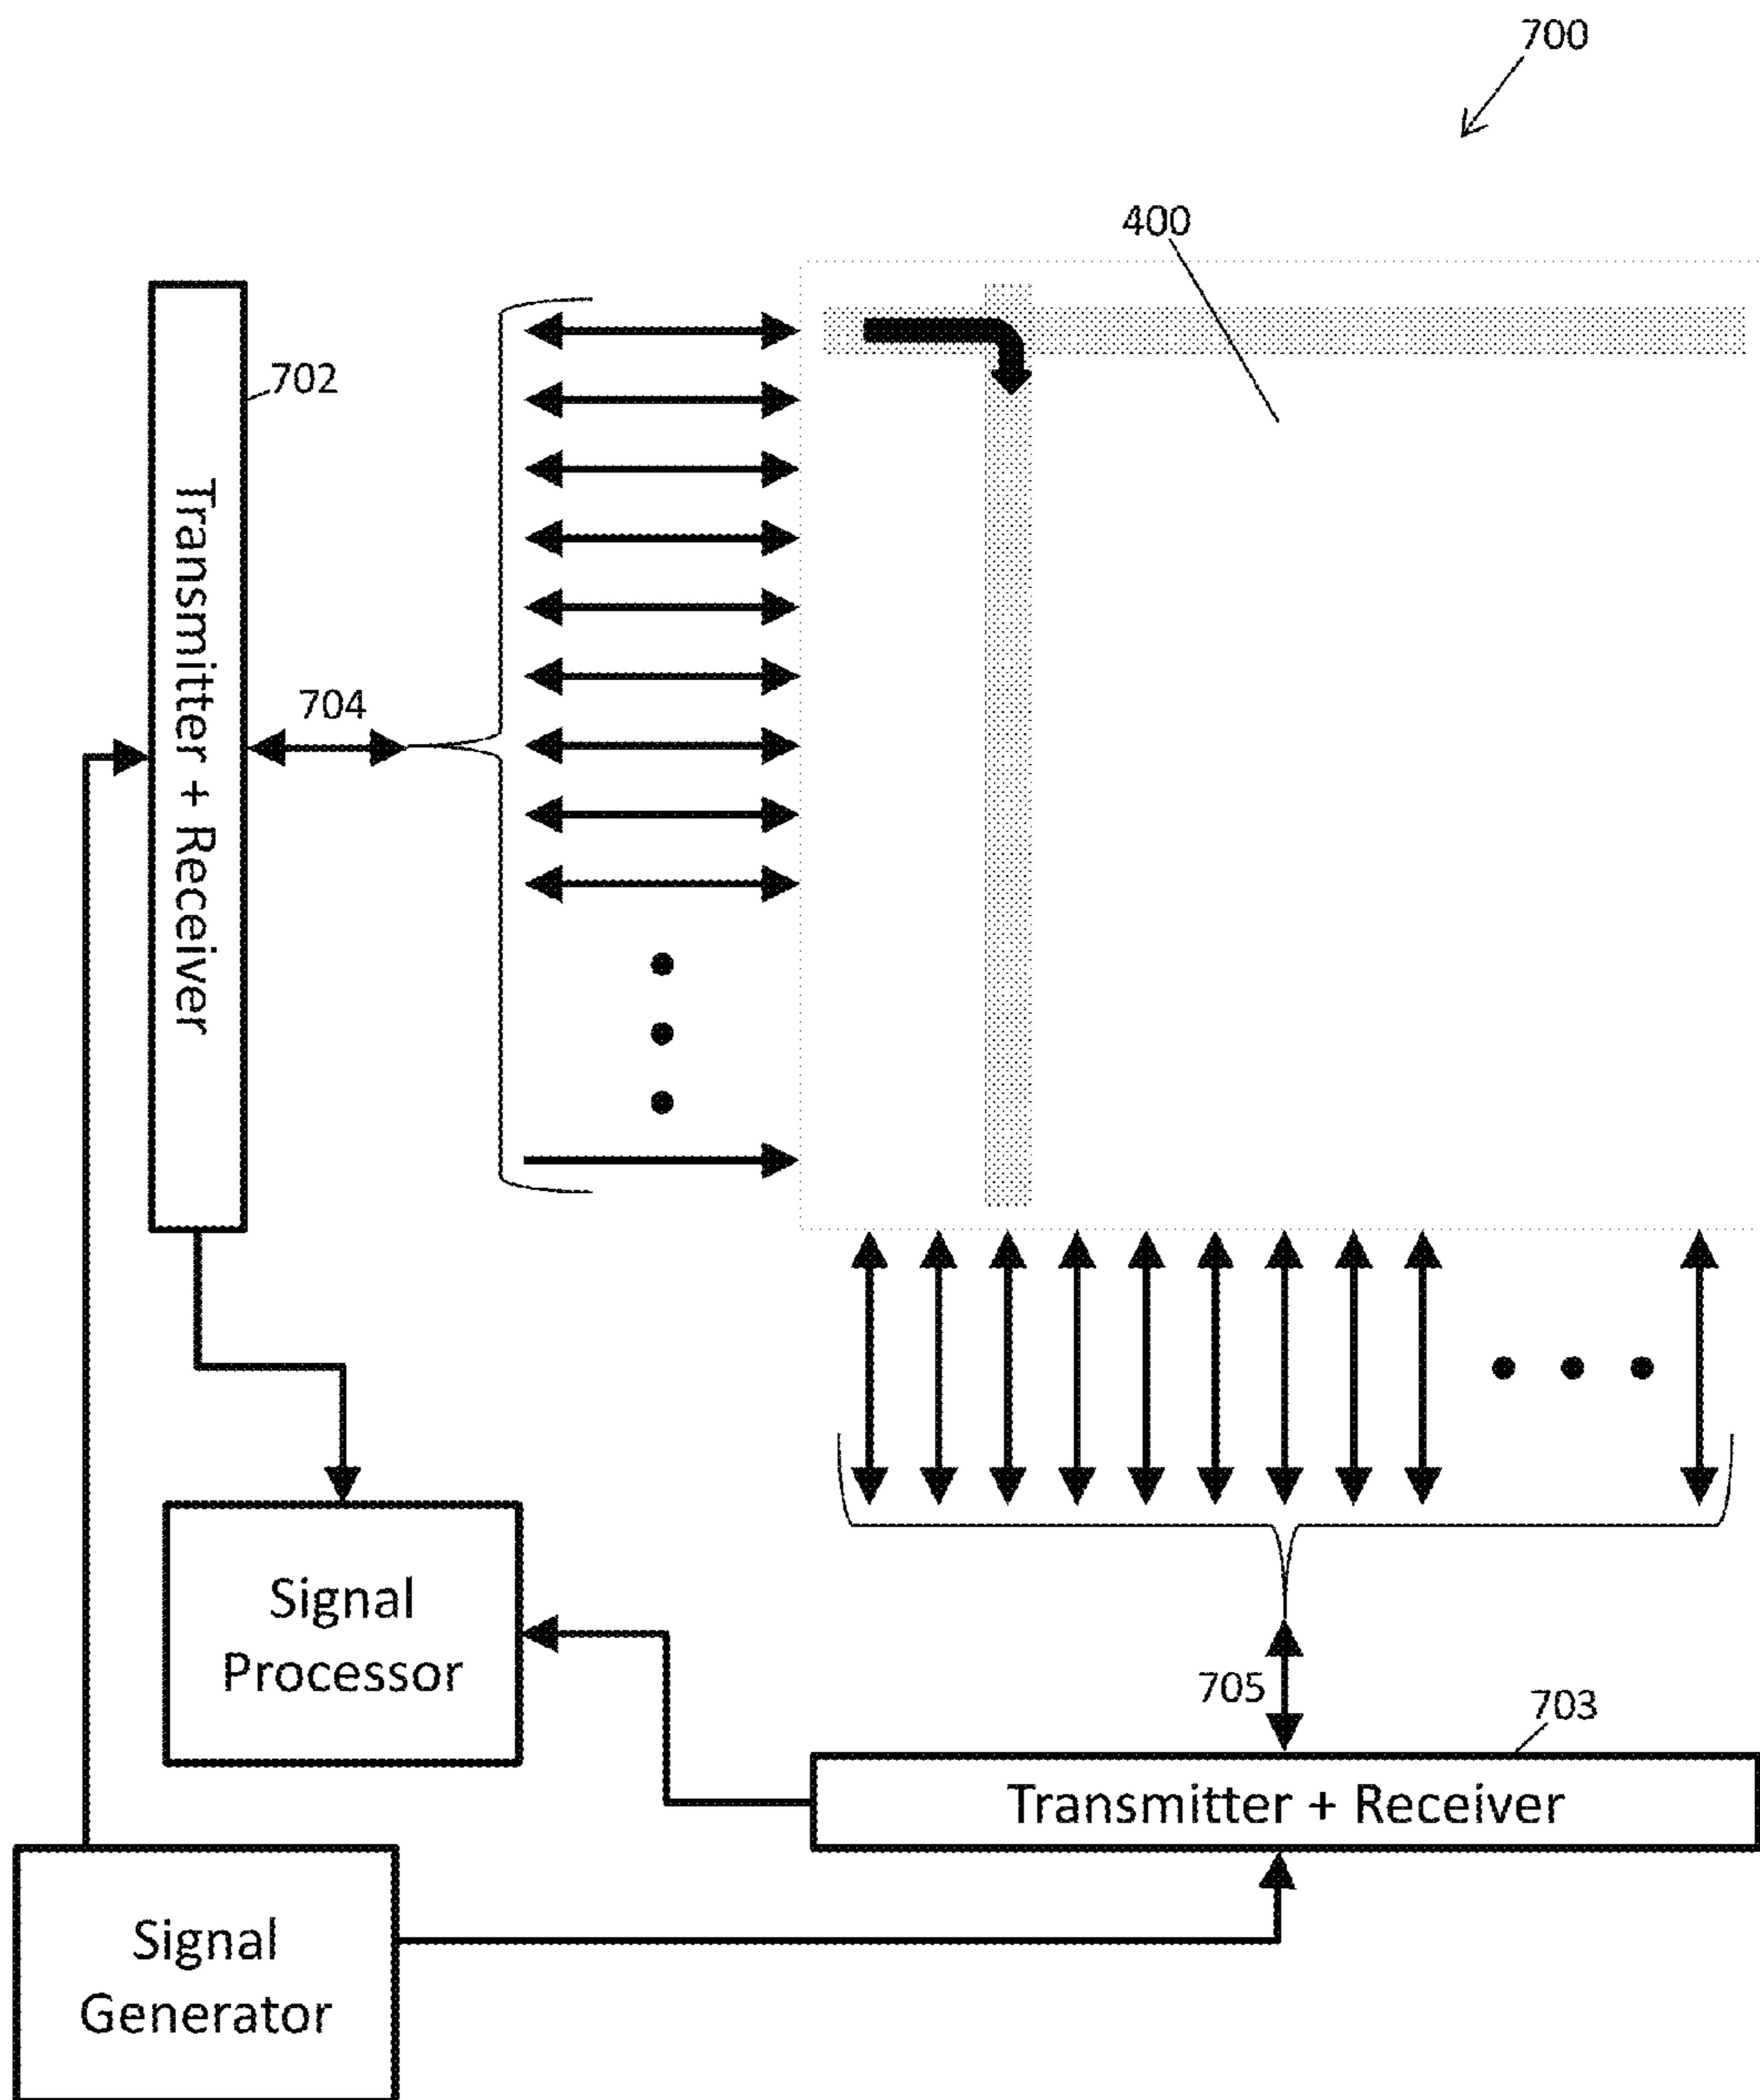 700
400
702
Transmitter + Receiver
704
Signal
Processor
705
703
Transmitter + Receiver
Signal
Generator